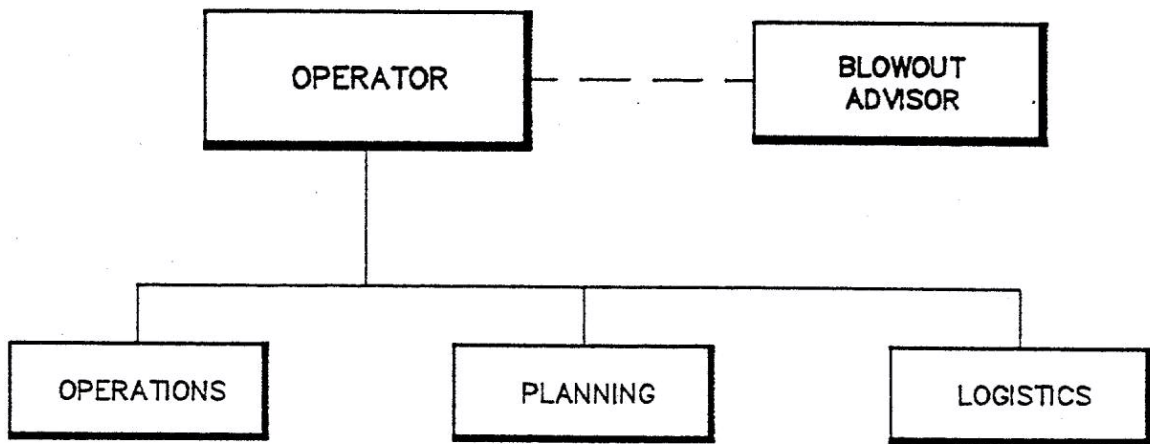 OPERATOR
BLOWOUT
ADVISOR
OPERATIONS
PLANNING
LOGISTICS